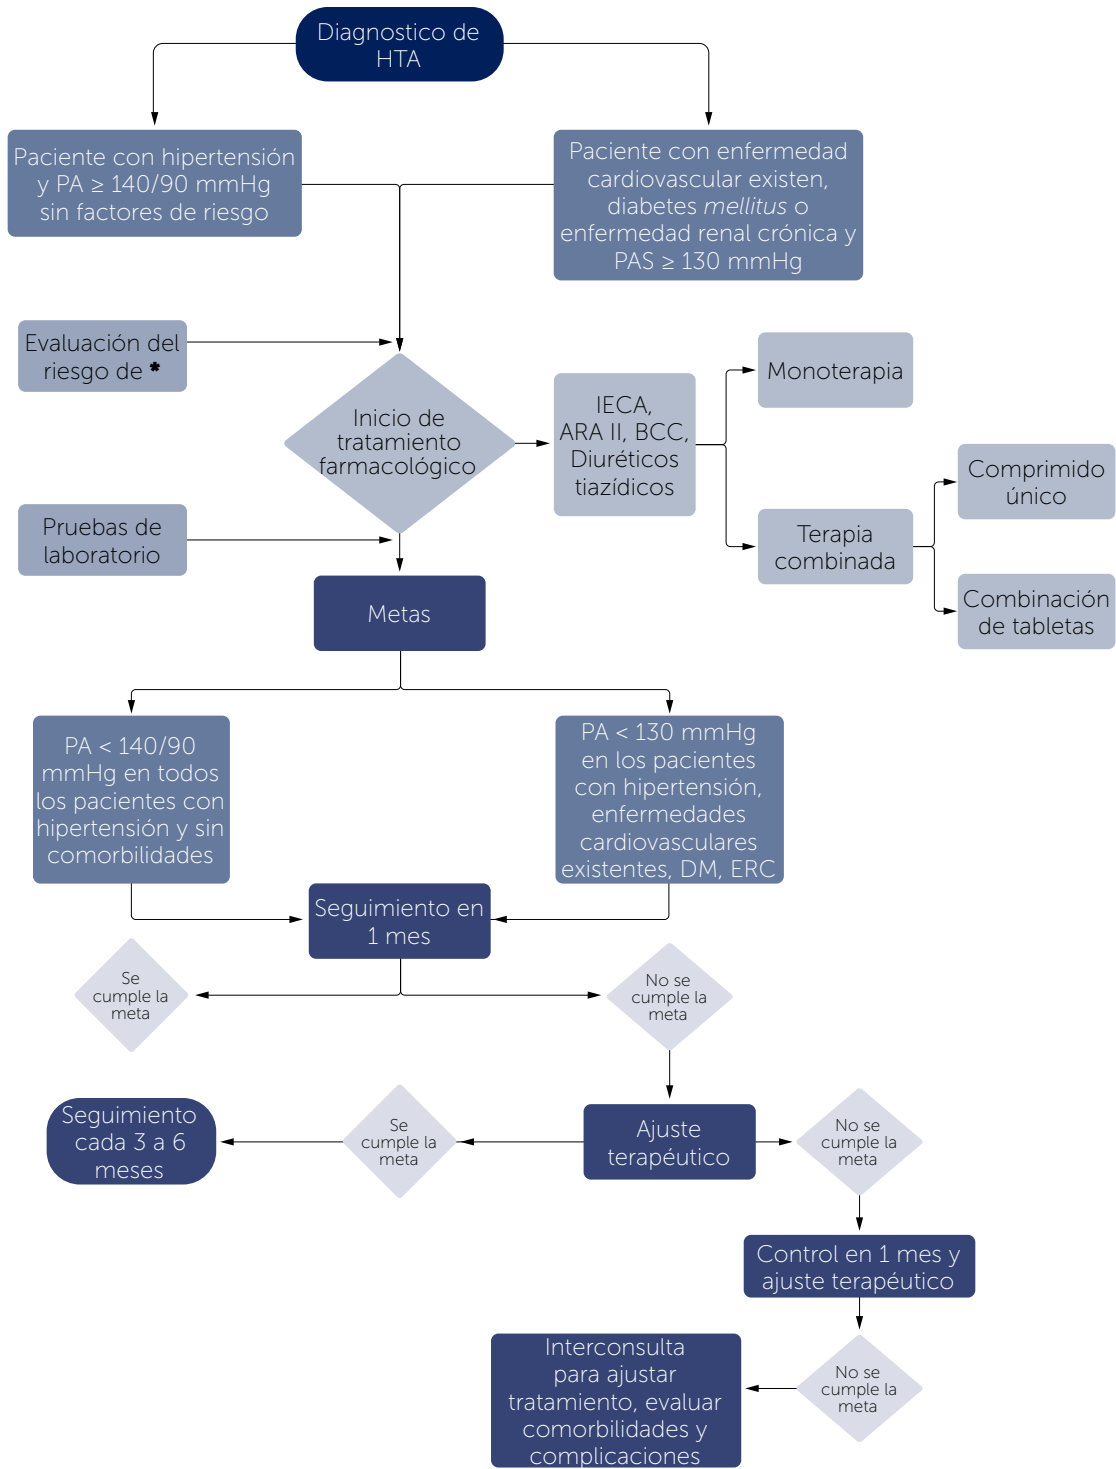 Diagnostico de
HTA
Paciente con hipertensión
y PA ≥ 140/90 mmHg
sin factores de riesgo
Paciente con enfermedad
cardiovascular existen,
diabetes mellitus o
enfermedad renal crónica y
PAS ≥ 130 mmHg
Evaluación del
riesgo de *
Inicio de
tratamiento
farmacológico
IECA,
ARA II, BCC,
Diuréticos
tiazídicos
Monoterapia
Comprimido
único
Pruebas de
laboratorio
Terapia
combinada
Combinación
de tabletas
Metas
PA < 140/90
mmHg en todos
los pacientes con
hipertensión y sin
comorbilidades
PA < 130 mmHg
en los pacientes
con hipertensión,
enfermedades
cardiovasculares
existentes, DM, ERC
Seguimiento en
1 mes
Se
cumple la
meta
No se
cumple la
meta
Seguimiento
cada 3 a 6
meses
Se
cumple la
meta
Ajuste
terapéutico
No se
cumple la
meta
Control en 1 mes y
ajuste terapéutico
Interconsulta
para ajustar
tratamiento, evaluar
comorbilidades y
complicaciones
No se
cumple la
meta